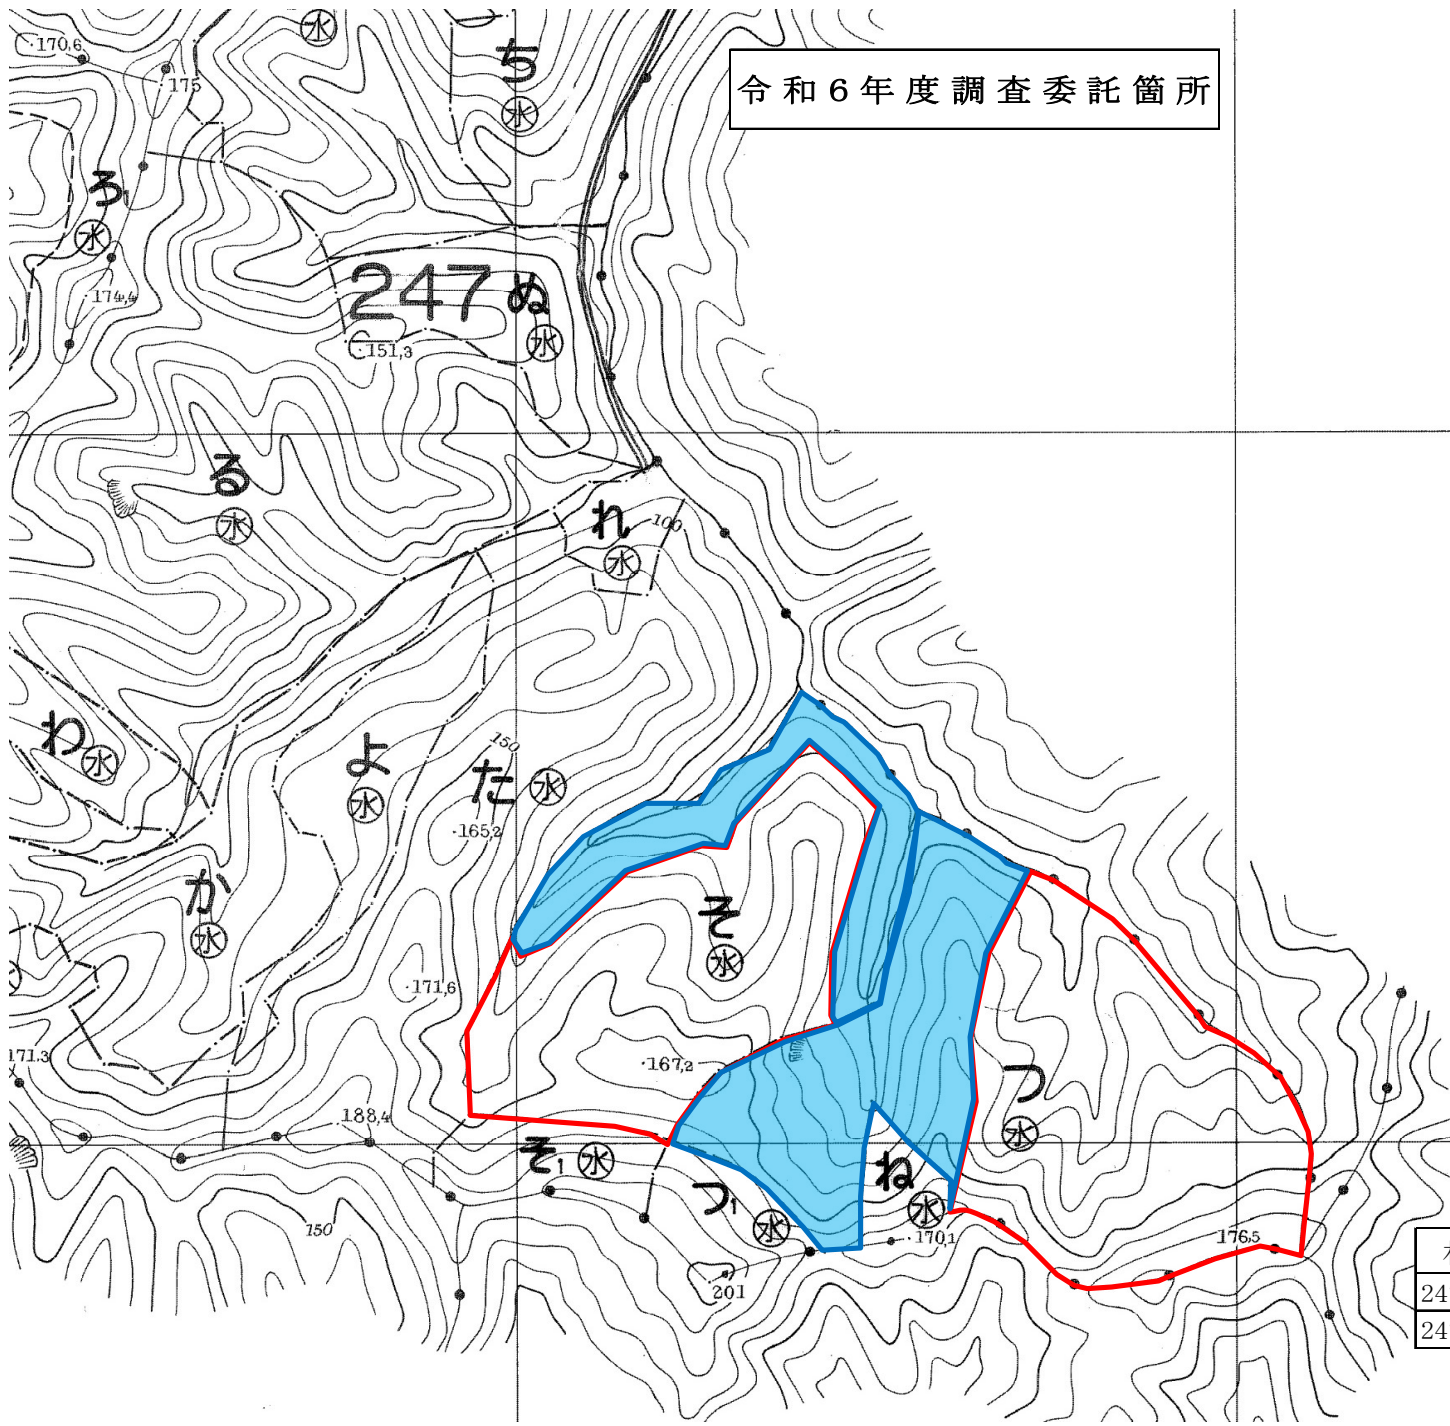 令和6年度調査委託箇所
170,6
175
水
ち
水
ろ1
水
174,4
247
ぬ
水
151,3
る
水
れ
水
100
わ
水
よ
水
150
た
水
165,2
か
水
そ
水
171,6
171.3
167,2
つ
水
188,4
そ1
水
つ1
水
ね
水
170,1
176,5
150
201
24
24